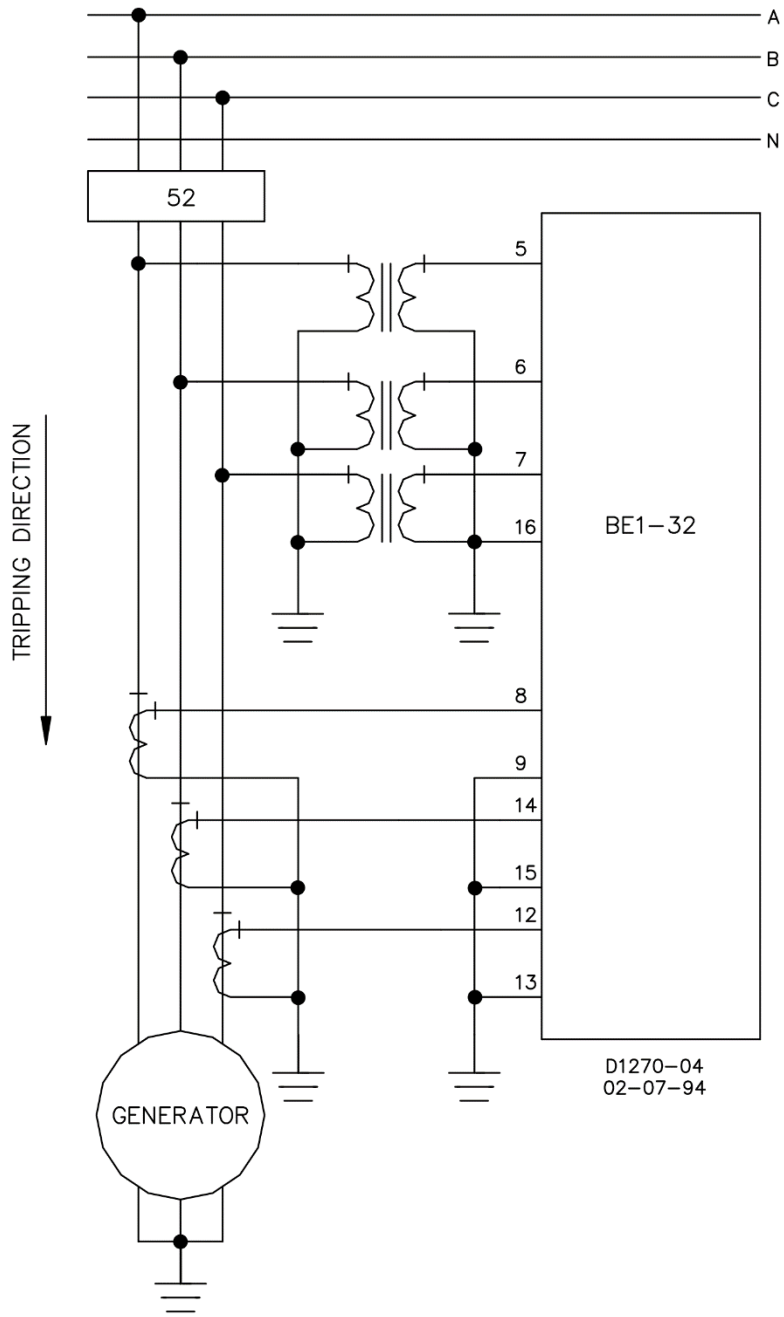 A
B
C
N
52
5
6
7
16
BE1-32
TRIPPING DIRECTION
8
9
14
15
12
13
D1270-04
02-07-94
GENERATOR